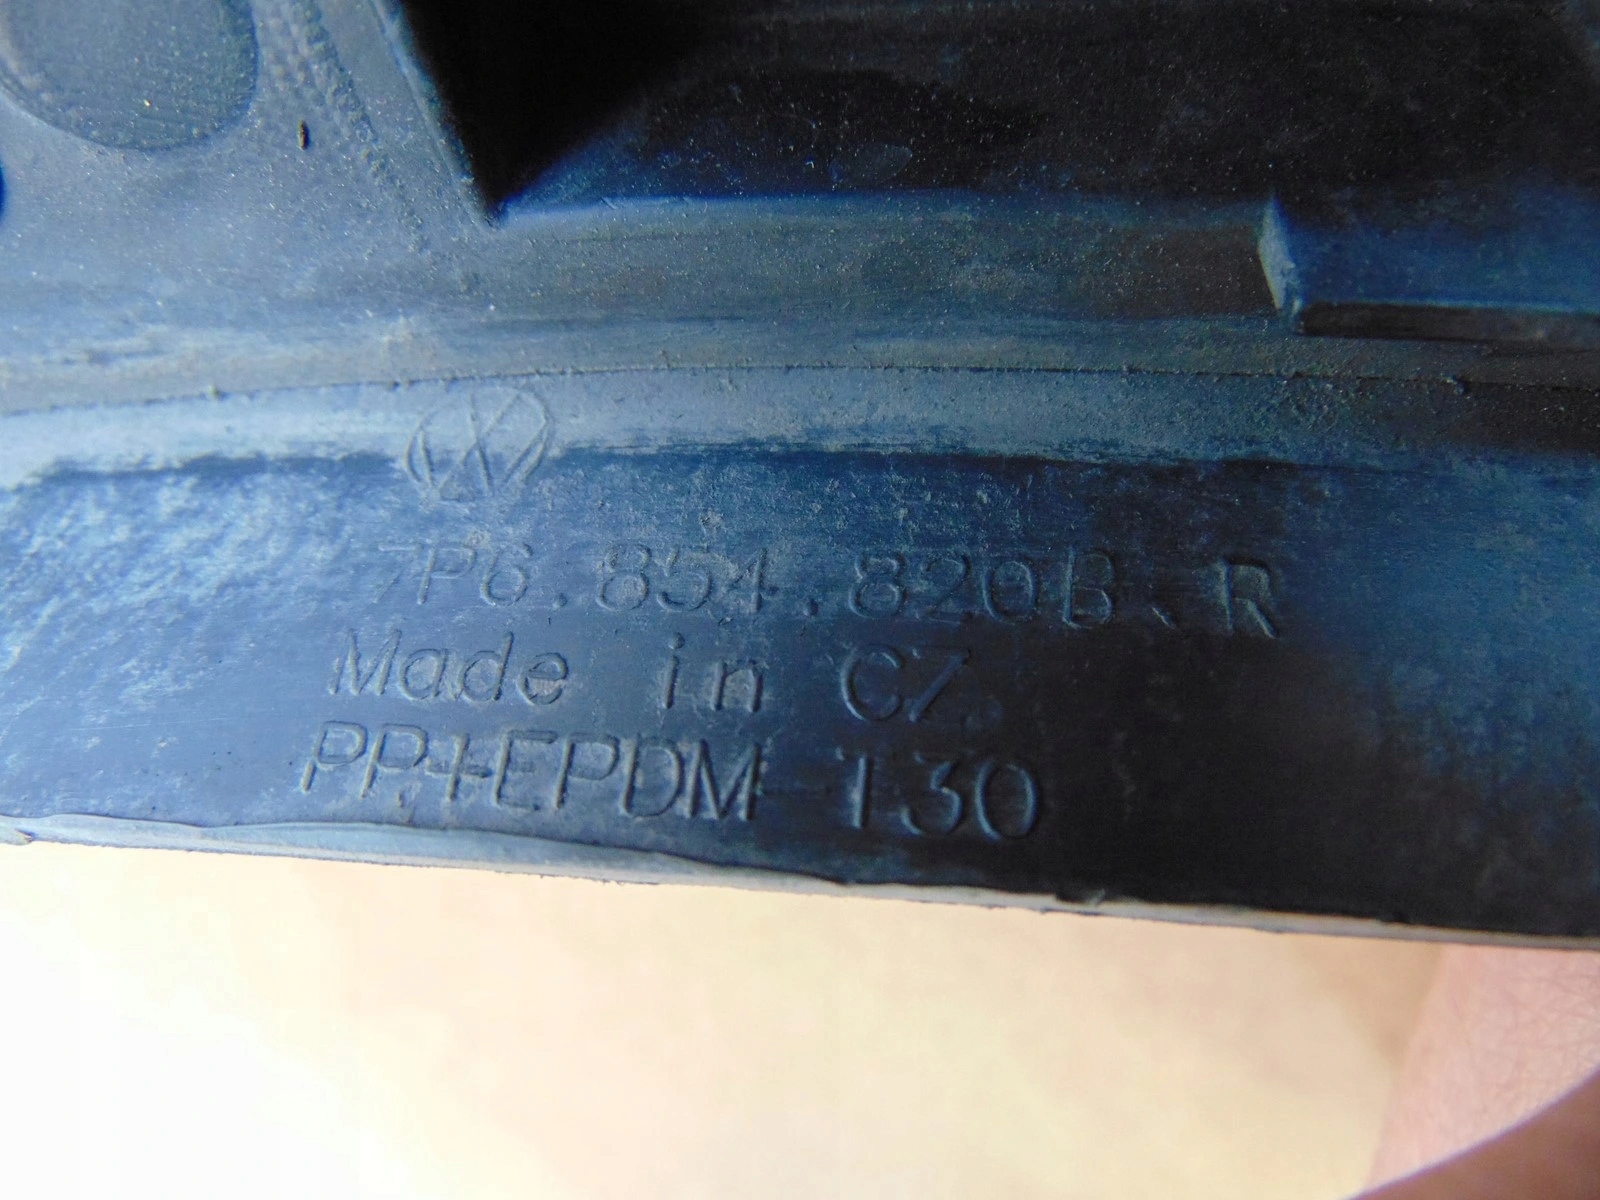 7P6.854.820B.R
Made in CZ
PP+EPDM-T30